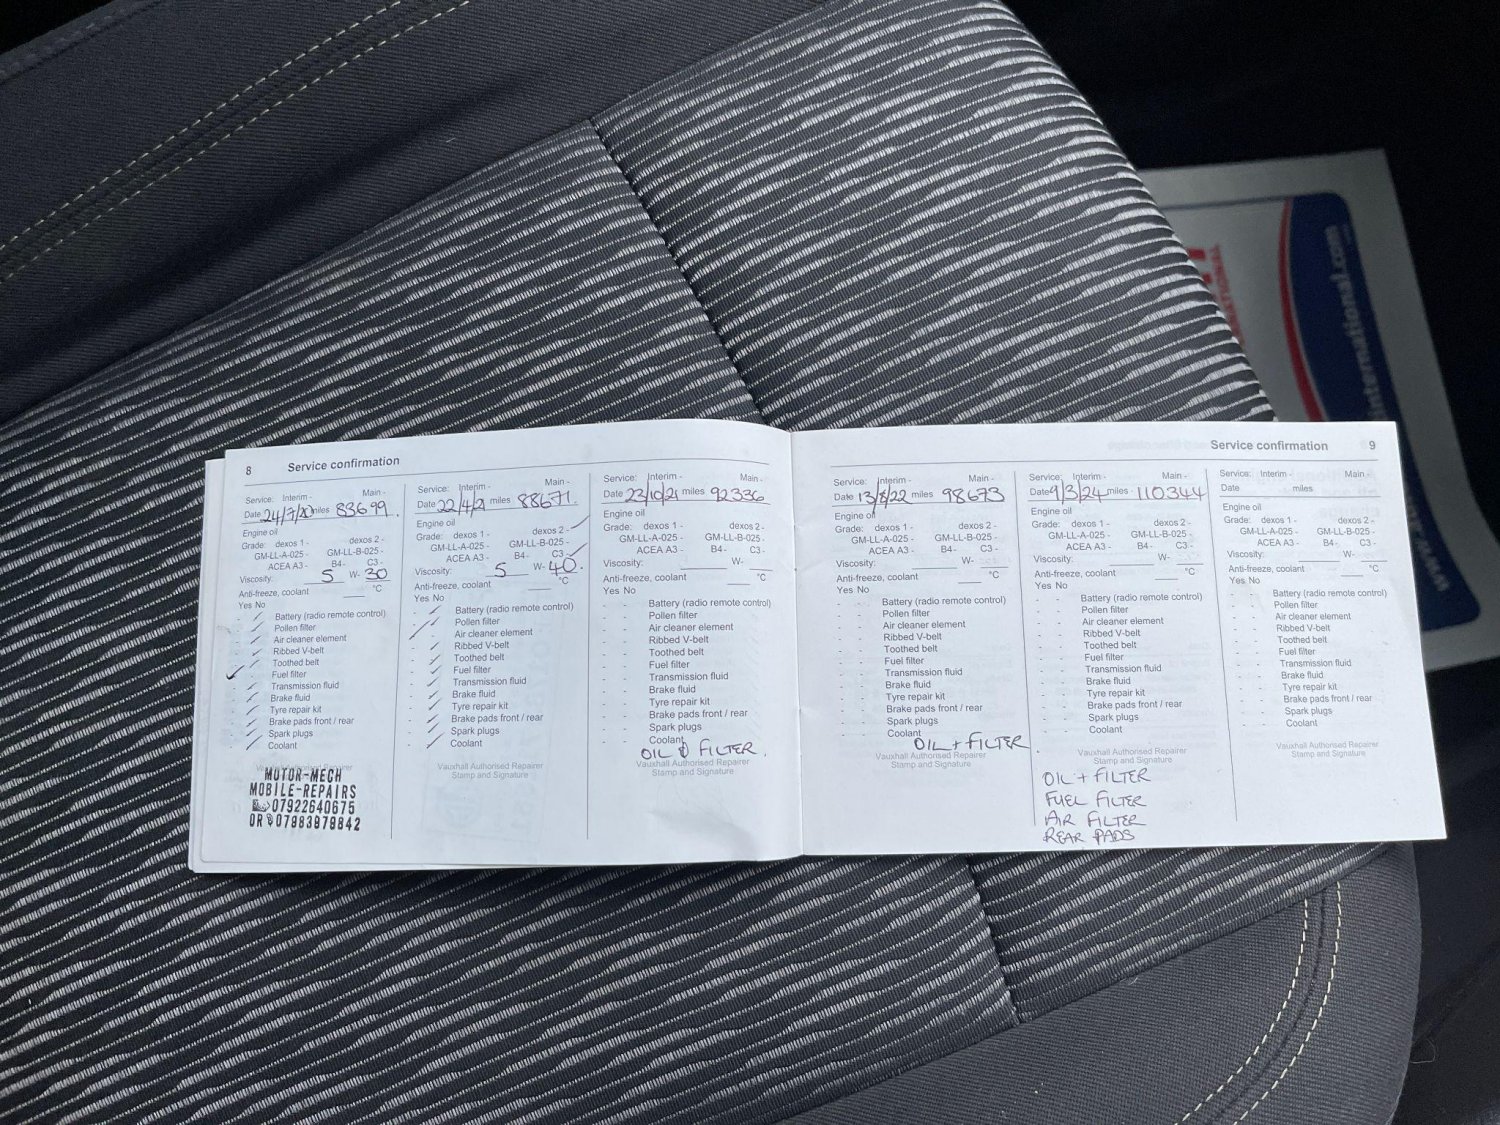 8 Service confirmation
Service: Interim - Main -
Date 24/7/20 miles 83699.
Engine oil
Grade: dexos 1 - dexos 2 -
GM-LL-A-025 - GM-LL-B-025 -
ACEA A3 - B4- C3 -
Viscosity: 5 W- 30
Anti-freeze, coolant °C
Yes No
Battery (radio remote control)
Pollen filter
Air cleaner element
Ribbed V-belt
Toothed belt
Fuel filter
Transmission fluid
Brake fluid
Tyre repair kit
Brake pads front / rear
Spark plugs
Coolant
MOTOR-MECH
MOBILE-REPAIRS
07922640675
OR 07983979842
Service: Interim - Main -
Date 22/4/21 miles 88671.
Engine oil
Grade: dexos 1 - dexos 2 -
GM-LL-A-025 - GM-LL-B-025 -
ACEA A3 - B4 - C3 -
Viscosity: 5 W- 40.
Anti-freeze, coolant °C
Yes No
Battery (radio remote control)
Pollen filter
Air cleaner element
Ribbed V-belt
Toothed belt
Fuel filter
Transmission fluid
Brake fluid
Tyre repair kit
Brake pads front / rear
Spark plugs
Coolant
Vauxhall Authorised Repairer
Stamp and Signature
Service: Interim - Main -
Date 23/10/21 miles 92336
Engine oil
Grade: dexos 1 - dexos 2 -
GM-LL-A-025 - GM-LL-B-025 -
ACEA A3 - B4 - C3 -
Viscosity: W-
Anti-freeze, coolant °C
Yes No
Battery (radio remote control)
Pollen filter
Air cleaner element
Ribbed V-belt
Toothed belt
Fuel filter
Transmission fluid
Brake fluid
Tyre repair kit
Brake pads front / rear
Spark plugs
Coolant
OIL & FILTER.
Vauxhall Authorised Repairer
Stamp and Signature
Service confirmation 9
Service: Interim - Main -
Date 13/8/22 miles 98673
Engine oil
Grade: dexos 1 - dexos 2 -
GM-LL-A-025 - GM-LL-B-025 -
ACEA A3 - B4 - C3 -
Viscosity: W-
Anti-freeze, coolant °C
Yes No
Battery (radio remote control)
Pollen filter
Air cleaner element
Ribbed V-belt
Toothed belt
Fuel filter
Transmission fluid
Brake fluid
Tyre repair kit
Brake pads front / rear
Spark plugs
Coolant
OIL + FILTER
Vauxhall Authorised Repairer
Stamp and Signature
Service: Interim - Main -
Date 9/3/24 miles - 110344
Engine oil
Grade: dexos 1 - dexos 2 -
GM-LL-A-025 - GM-LL-B-025 -
ACEA A3 - B4 - C3 -
Viscosity: W-
Anti-freeze, coolant °C
Yes No
Battery (radio remote control)
Pollen filter
Air cleaner element
Ribbed V-belt
Toothed belt
Fuel filter
Transmission fluid
Brake fluid
Tyre repair kit
Brake pads front / rear
Spark plugs
Coolant
Vauxhall Authorised Repairer
Stamp and Signature
OIL + FILTER
FUEL FILTER
AIR FILTER
REAR PADS
Service: Interim - Main -
Date miles
Engine oil
Grade: dexos 1 - dexos 2 -
GM-LL-A-025 - GM-LL-B-025 -
ACEA A3 - B4 - C3 -
Viscosity: W-
Anti-freeze, coolant °C
Yes No
Battery (radio remote control)
Pollen filter
Air cleaner element
Ribbed V-belt
Toothed belt
Fuel filter
Transmission fluid
Brake fluid
Tyre repair kit
Brake pads front / rear
Spark plugs
Coolant
Vauxhall Authorised Repairer
Stamp and Signature